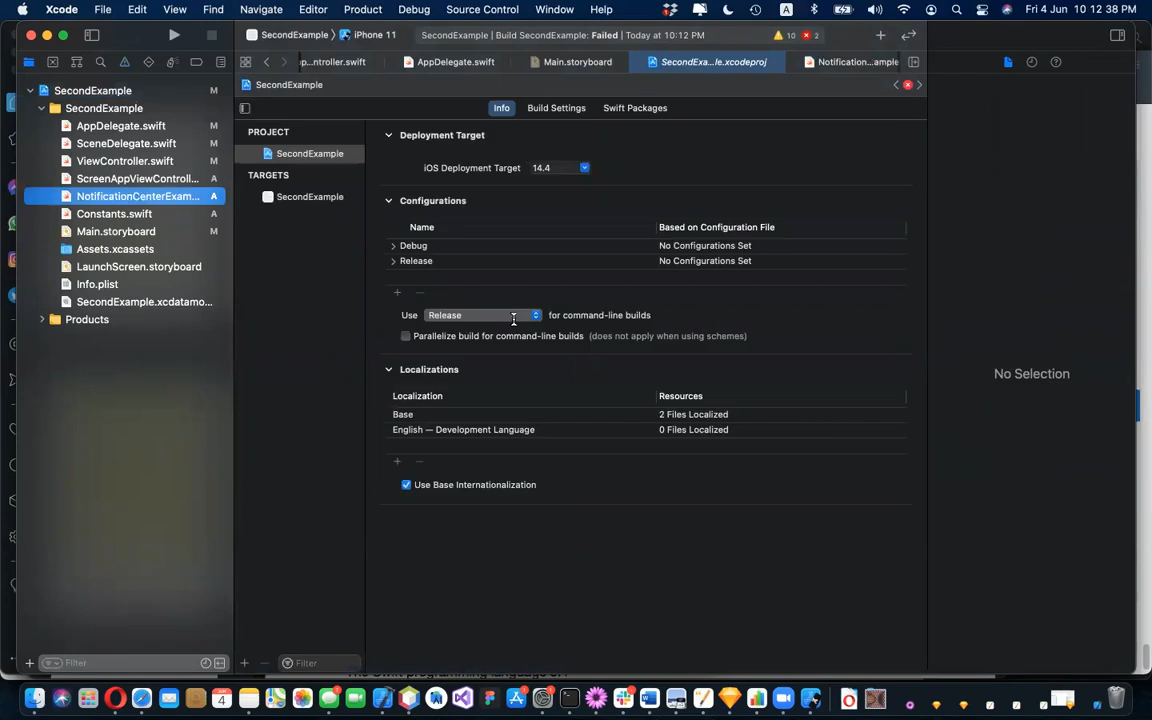 Xcode File Edit View Find Navigate Editor Product Debug Source Control Window Help A Fri 4 Jun 10 12 38 PM
SecondExample 〉 iPhone 11 SecondExample | Build SecondExample: Failed | Today at 10:12 PM 10 2
ıp...ntroller.swift AppDelegate.swift Main.storyboard SecondExa...le.xcodeproj Notification...ample
SecondExample M SecondExample
SecondExample
Info Build Settings Swift Packages
AppDelegate.swift M
SceneDelegate.swift M
ViewController.swift M
ScreenAppViewControll... A
NotificationCenterExam... A
Constants.swift A
Main.storyboard M
Assets.xcassets
LaunchScreen.storyboard
Info.plist
SecondExample.xcdatamo...
Products
Filter
PROJECT
SecondExample
TARGETS
SecondExample
Filter
Deployment Target
iOS Deployment Target 14.4
Configurations
Name Based on Configuration File
Debug No Configurations Set
Release No Configurations Set
Use Release for command-line builds
Parallelize build for command-line builds (does not apply when using schemes)
Localizations
Localization Resources
Base 2 Files Localized
English — Development Language 0 Files Localized
Use Base Internationalization
No Selection
JUN
4